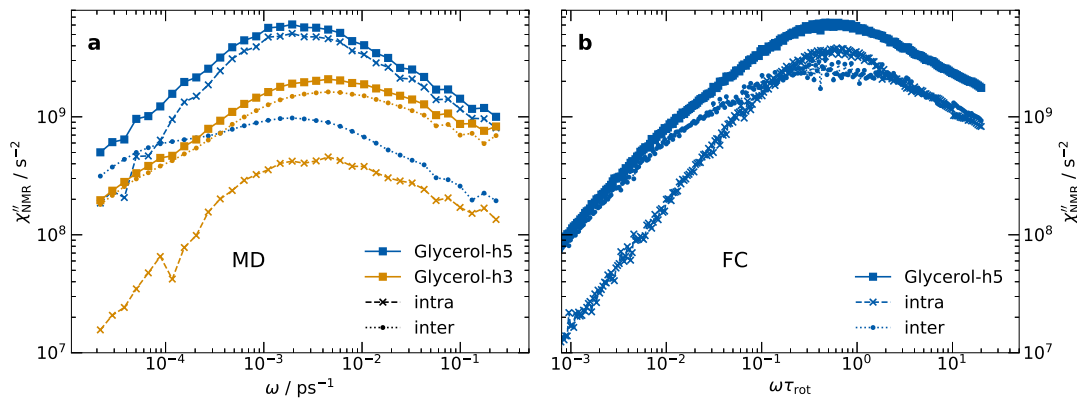 a
χ″NMR / s⁻²
10⁹
10⁸
10⁷
MD
Glycerol-h5
Glycerol-h3
intra
inter
10⁻⁴
10⁻³
10⁻²
10⁻¹
ω / ps⁻¹
b
FC
Glycerol-h5
intra
inter
10⁻³
10⁻²
10⁻¹
10⁰
10¹
ωτrot
10⁹
10⁸
10⁷
χ″NMR / s⁻²